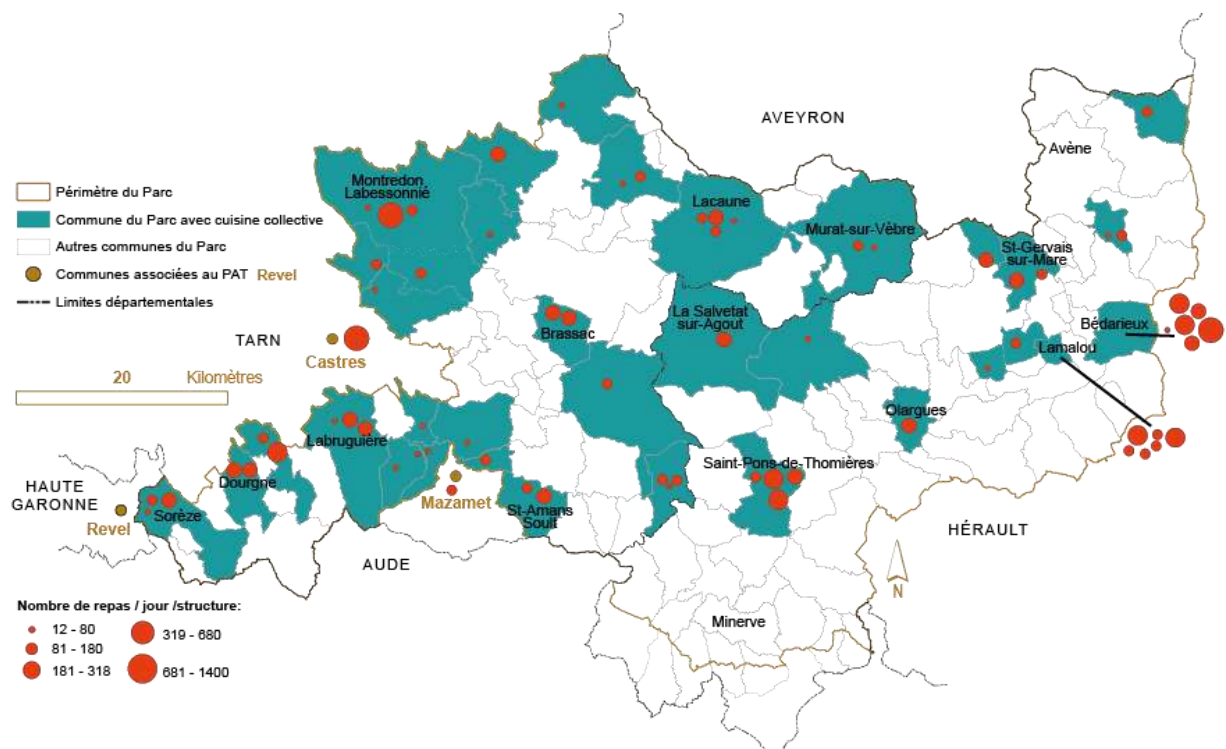 AVEYRON
Avène
Périmètre du Parc
Commune du Parc avec cuisine collective
Autres communes du Parc
Communes associées au PAT Revel
Limites départementales
Montredon
Labessonnié
Lacaune
Murat-sur-Vèbre
St-Gervais
sur-Mare
La Salvetat
sur-Agout
Brassac
Bédarieux
Lamalou
TARN
Castres
20 Kilomètres
Olargues
Labruguière
Saint-Pons-de-Thomières
Dourgne
HAUTE
GARONNE
Revel
Sorèze
Mazamet
St-Amans
Soult
HÉRAULT
AUDE
N
Nombre de repas / jour /structure:
12 - 80
81 - 180
181 - 318
319 - 680
681 - 1400
Minerve